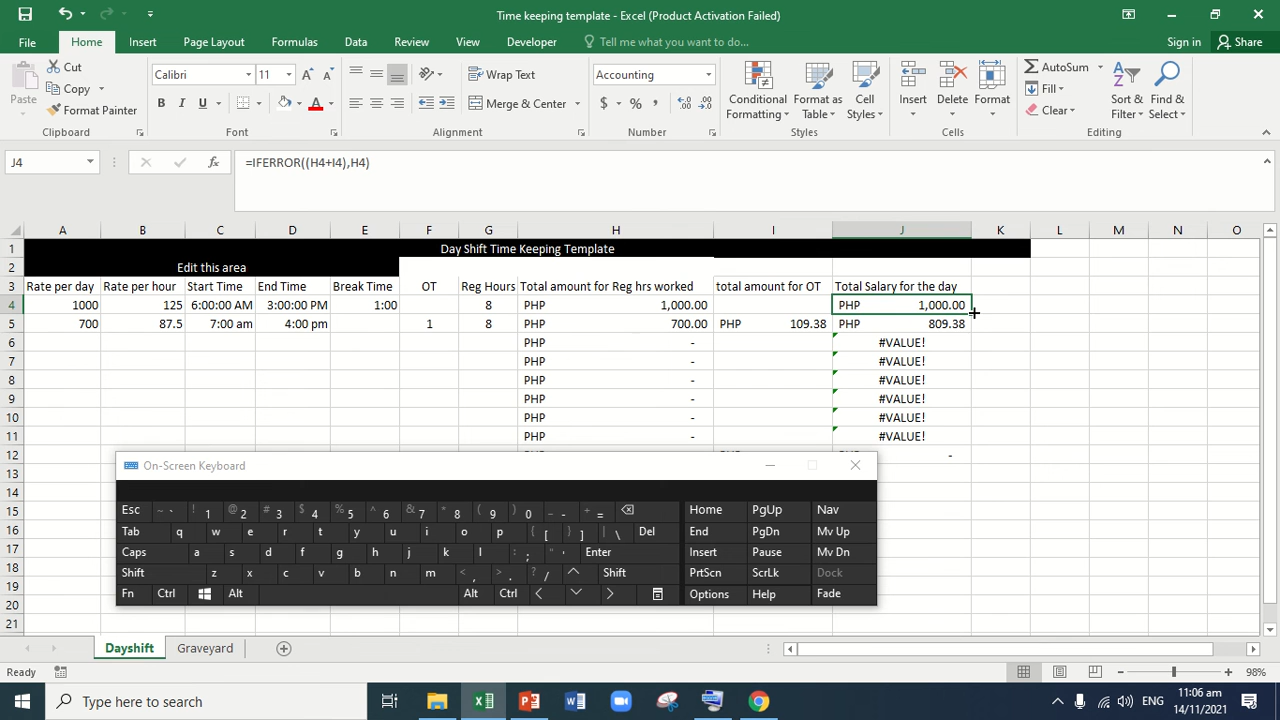 Time keeping template - Excel (Product Activation Failed)
File Home Insert Page Layout Formulas Data Review View Developer Tell me what you want to do... Sign in Share
Paste Cut Copy Format Painter Clipboard
Calibri 11 B I U A Font
Wrap Text Merge & Center Alignment
Accounting $ % , Number
Conditional Formatting Format as Table Cell Styles Styles
Insert Delete Format Cells
AutoSum Fill Clear Sort & Filter Find & Select Editing
J4 fx =IFERROR((H4+I4),H4)
A B C D E F G H I J K L M N O
1 Day Shift Time Keeping Template
2 Edit this area
3 Rate per day Rate per hour Start Time End Time Break Time OT Reg Hours Total amount for Reg hrs worked total amount for OT Total Salary for the day
4 1000 125 6:00:00 AM 3:00:00 PM 1:00 8 PHP 1,000.00 PHP 1,000.00
5 700 87.5 7:00 am 4:00 pm 1 8 PHP 700.00 PHP 109.38 PHP 809.38
6 PHP - #VALUE!
7 PHP - #VALUE!
8 PHP - #VALUE!
9 PHP - #VALUE!
10 PHP - #VALUE!
11 PHP - #VALUE!
12 -
13
14
15
16
17
18
19
20
21
On-Screen Keyboard
Esc ~ ` ! 1 @ 2 # 3 $ 4 % 5 ^ 6 & 7 * 8 ( 9 ) 0 _ - + = Home PgUp Nav
Tab q w e r t y u i o p { [ } ] | \ Del End PgDn Mv Up
Caps a s d f g h j k l : ; " ' Enter Insert Pause Mv Dn
Shift z x c v b n m < , > . ? / Shift PrtScn ScrLk Dock
Fn Ctrl Alt Alt Ctrl Options Help Fade
Dayshift Graveyard
Ready 98%
Type here to search ENG 11:06 am
14/11/2021